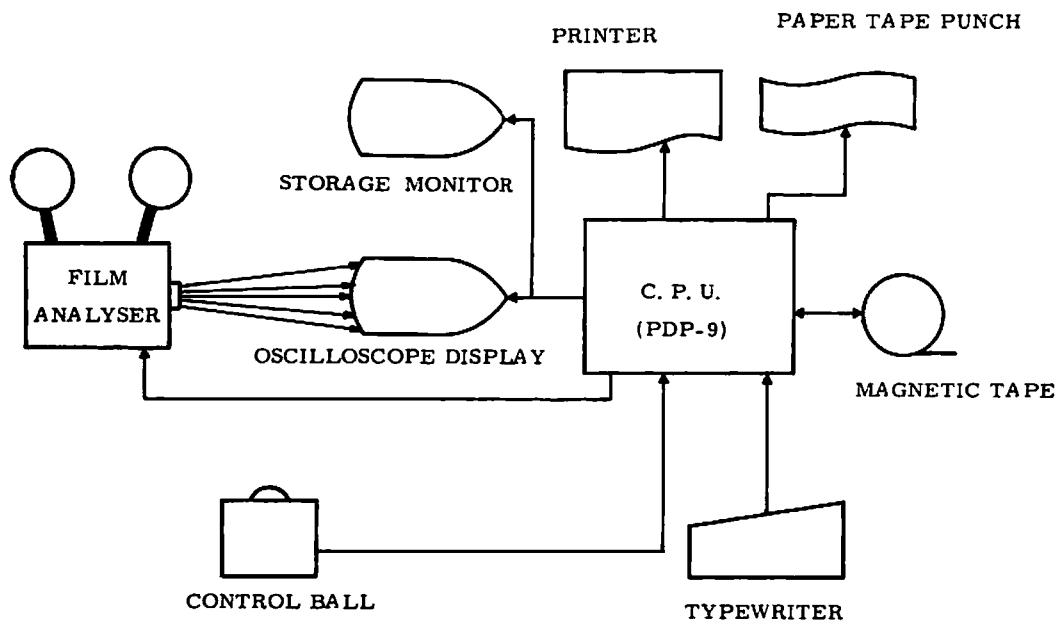 PAPER TAPE PUNCH
PRINTER
STORAGE MONITOR
FILM
ANALYSER
C. P. U.
(PDP-9)
OSCILLOSCOPE DISPLAY
MAGNETIC TAPE
CONTROL BALL
TYPEWRITER